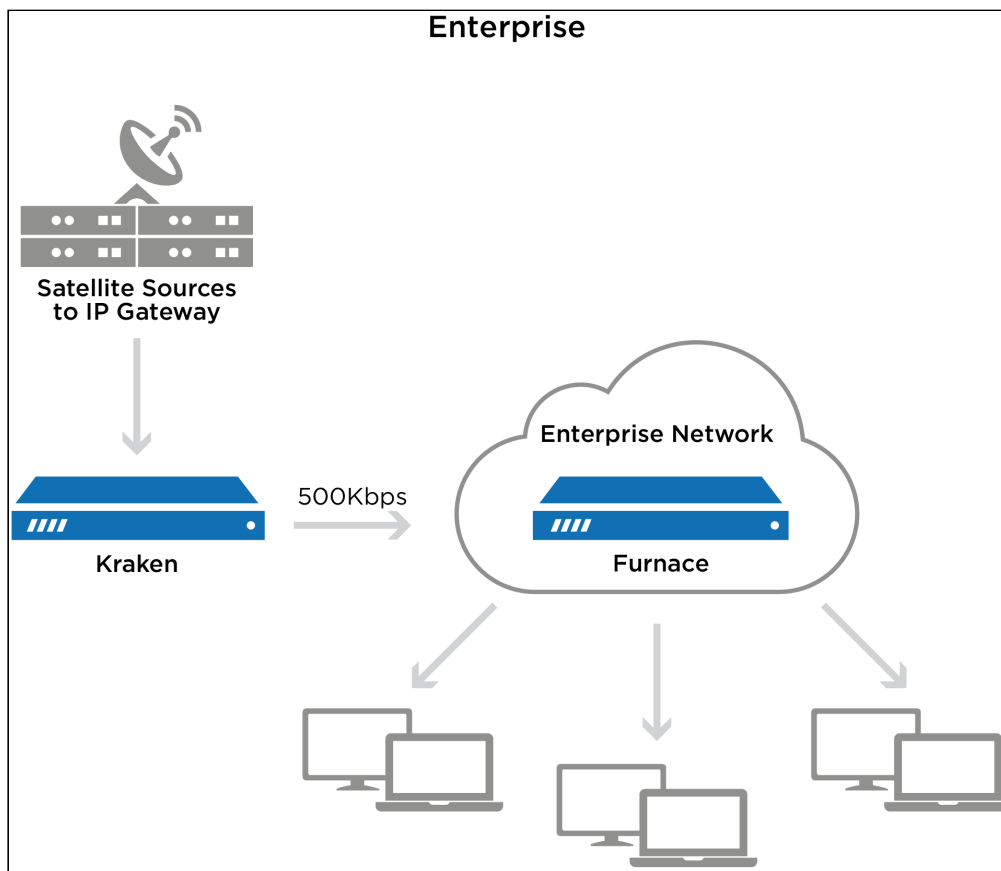 Enterprise
Satellite Sources
to IP Gateway
500Kbps
Enterprise Network
Kraken
Furnace